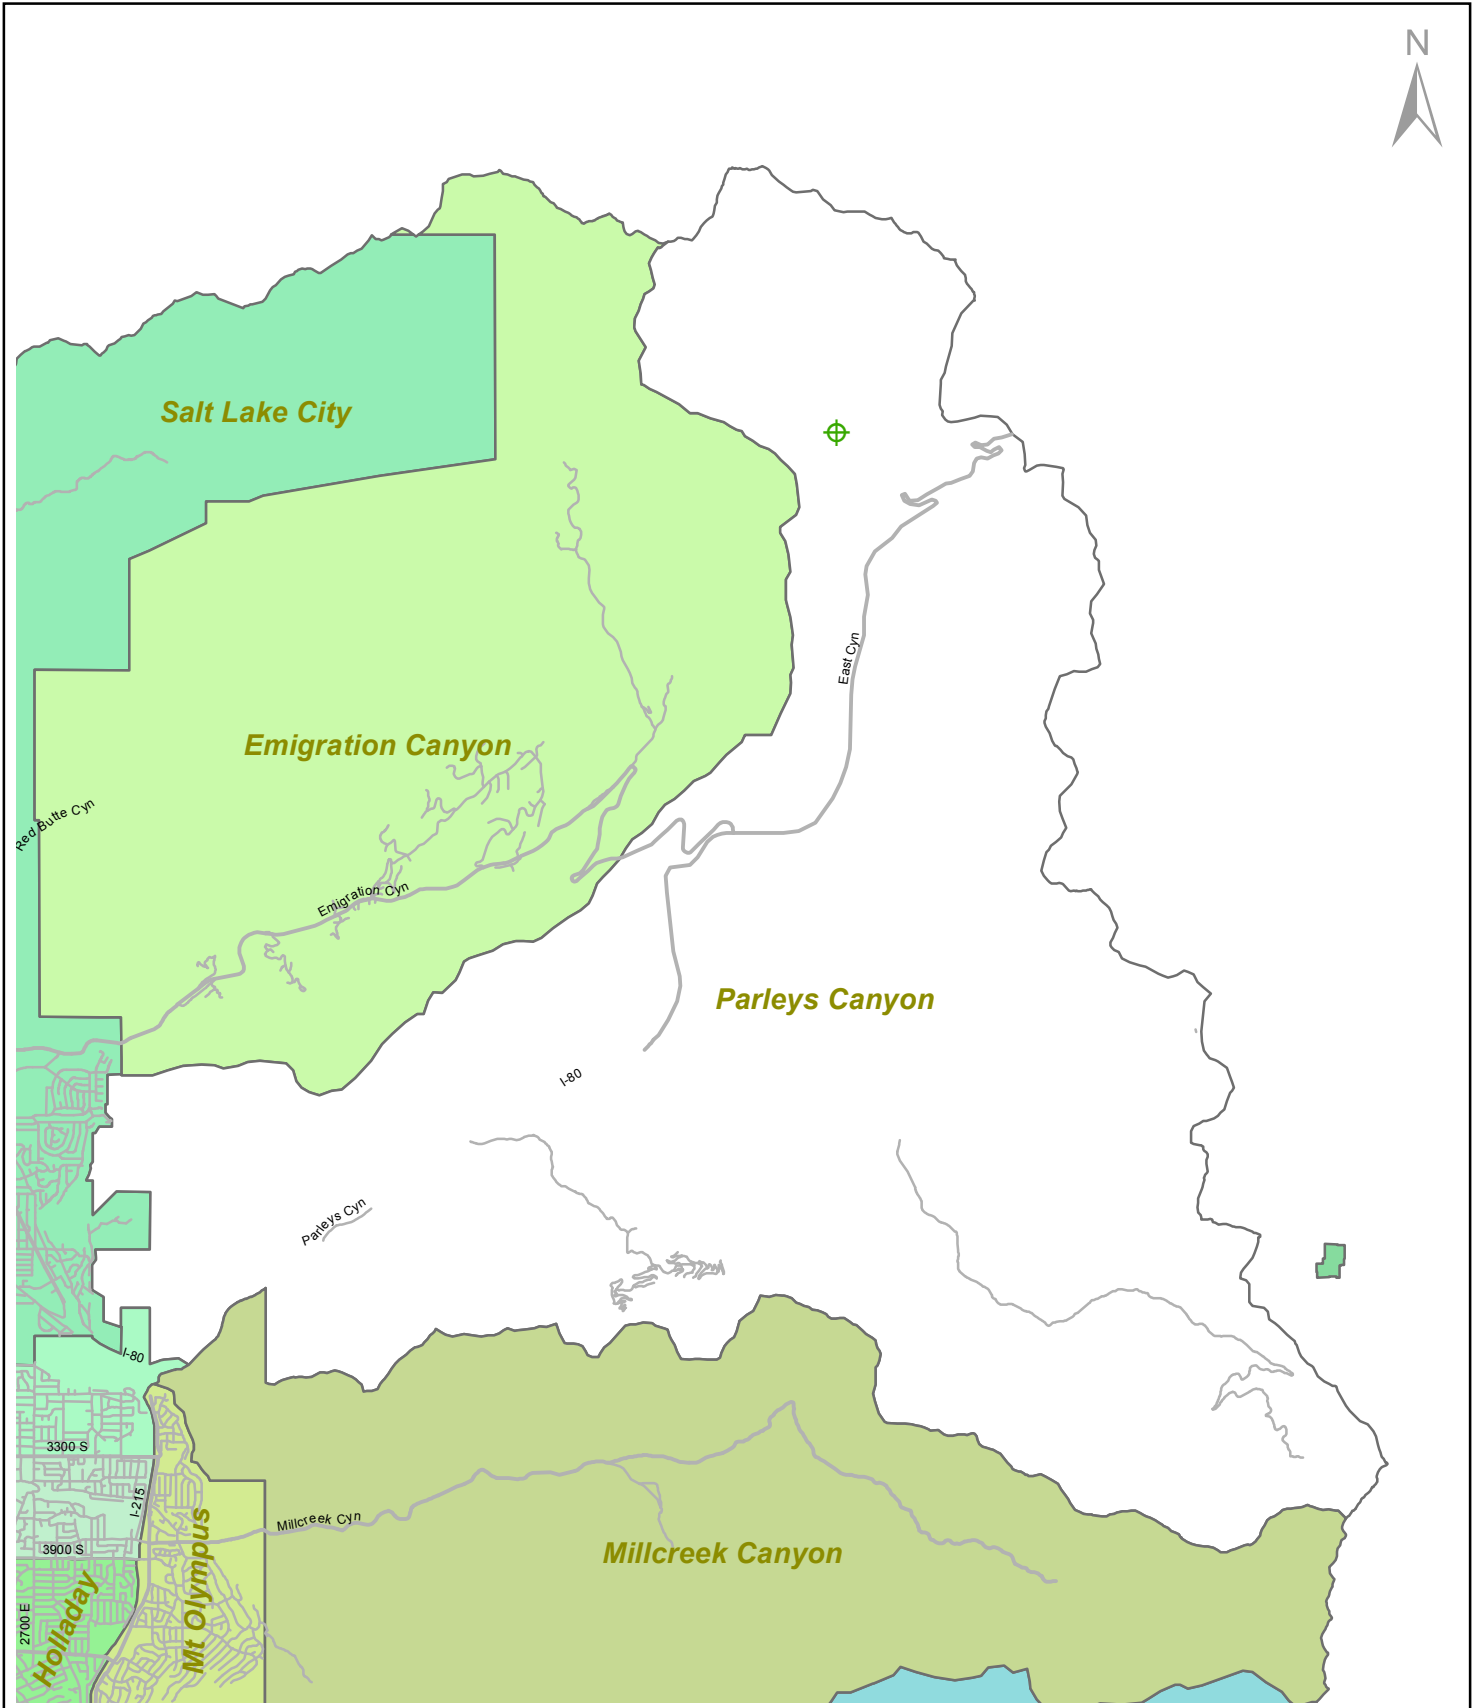 N
Salt Lake City
East Cyn
Emigration Canyon
Red Butte Cyn
Emigration Cyn
Parleys Canyon
I-80
Parleys Cyn
I-80
3300 S
I-215
Millcreek Cyn
3900 S
Millcreek Canyon
Mt Olympus
Holladay
2700 E